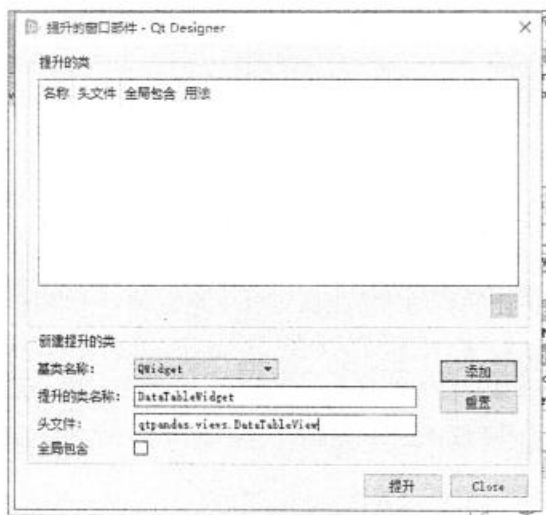 提升的窗口部件 - Qt Designer
提升的类
名称 头文件 全局包含 用法
新建提升的类
基类名称: QWidget
添加
提升的类名称: DataTableWidget
重置
头文件: qtpandas.views.DataTableView
全局包含
提升 Close